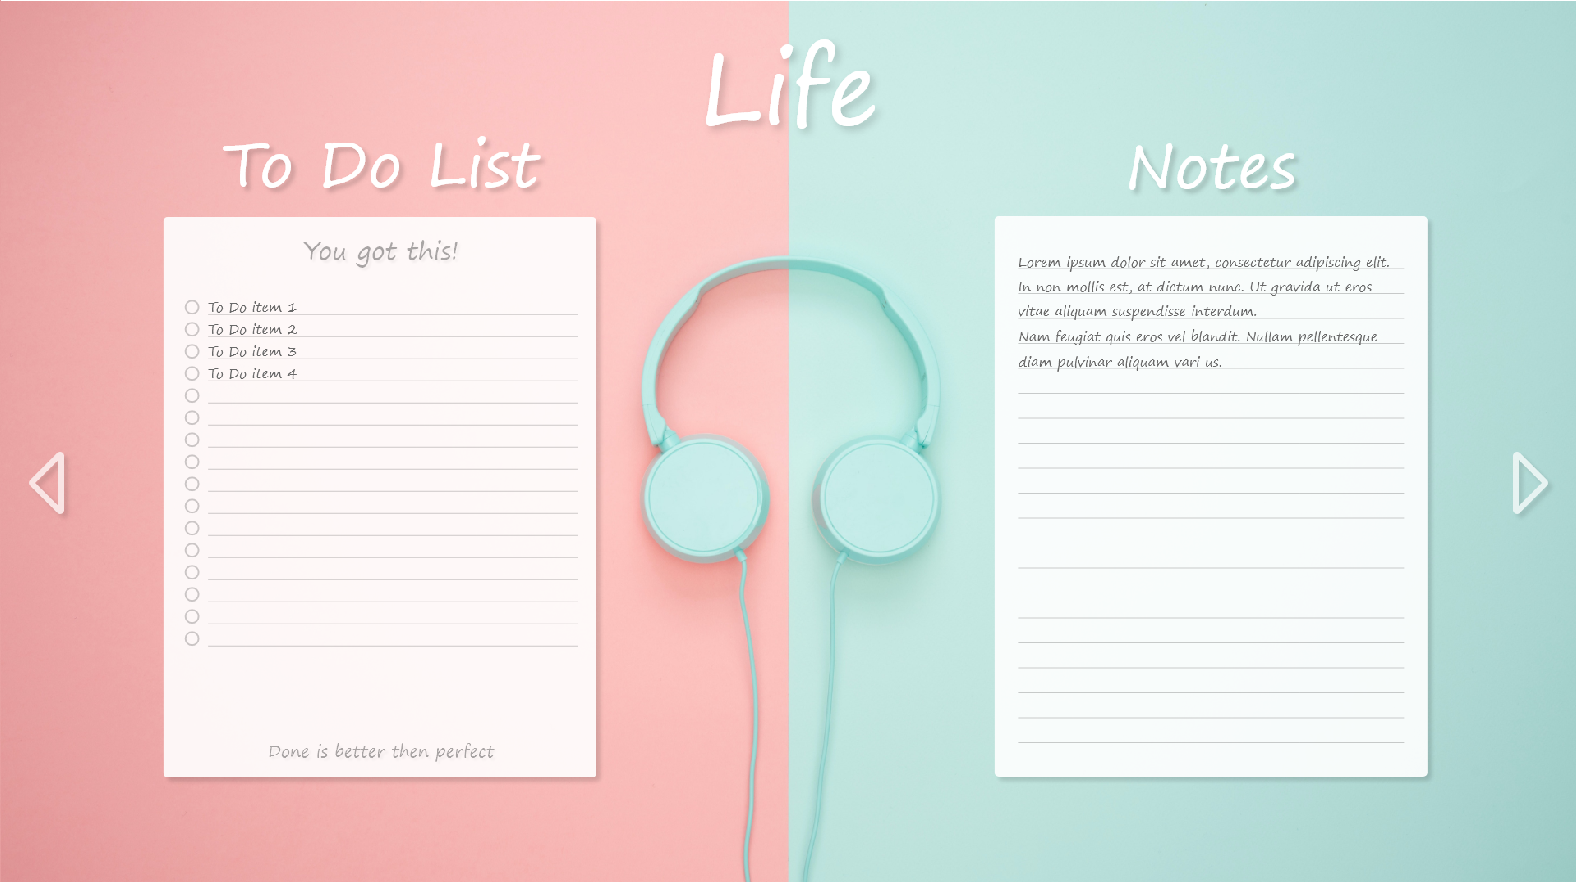 Life
To Do List
You got this!
To Do item 1
To Do item 2
To Do item 3
To Do item 4
Done is better then perfect
Notes
Lorem ipsum dolor sit amet, consectetur adipiscing elit.
In non mollis est, at dictum nunc. Ut gravida ut eros
vitae aliquam suspendisse interdum.
Nam feugiat quis eros vel blandit. Nullam pellentesque
diam pulvinar aliquam vari us.